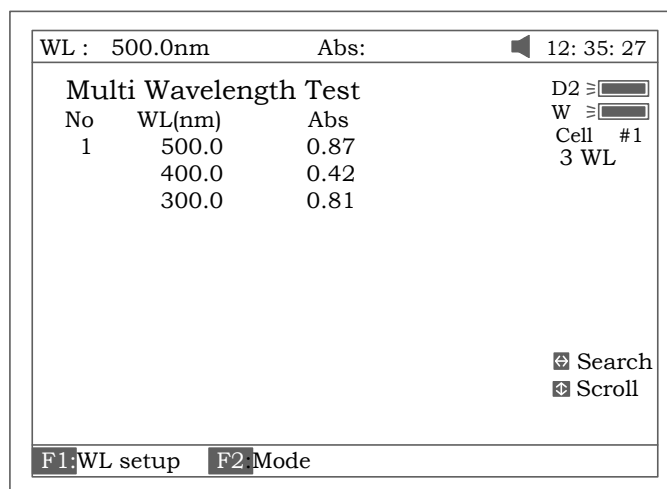 WL : 500.0nm Abs: 12: 35: 27
Multi Wavelength Test
No WL(nm) Abs
1 500.0 0.87
400.0 0.42
300.0 0.81
D2
W
Cell #1
3 WL
Search
Scroll
F1:WL setup F2:Mode